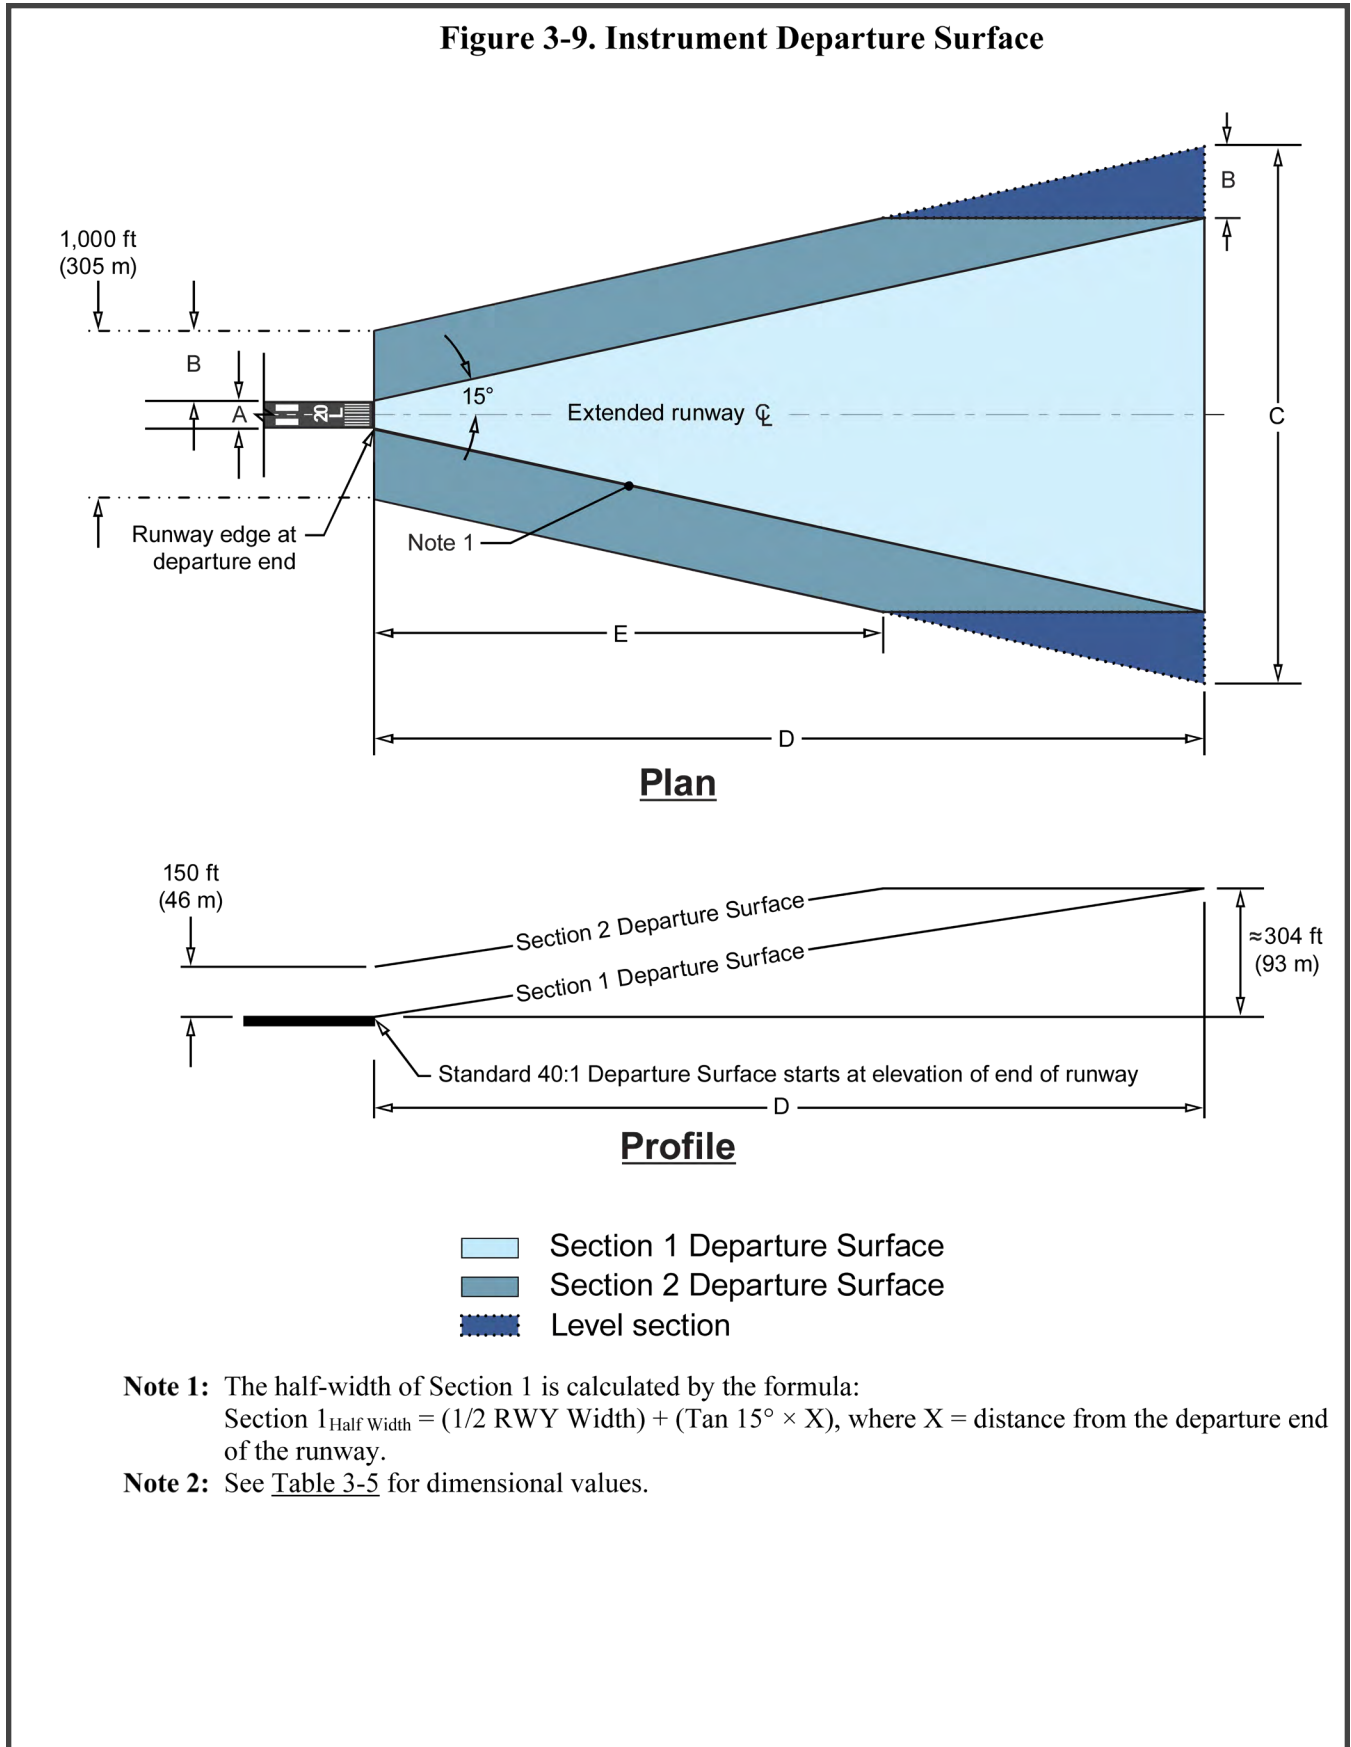 Figure 3-9. Instrument Departure Surface
B
1,000 ft
(305 m)
B
A
20
L
15°
Extended runway ℄
C
Runway edge at
departure end
Note 1
E
D
Plan
150 ft
(46 m)
Section 2 Departure Surface
Section 1 Departure Surface
≈304 ft
(93 m)
Standard 40:1 Departure Surface starts at elevation of end of runway
D
Profile
Section 1 Departure Surface
Section 2 Departure Surface
Level section
Note 1: The half-width of Section 1 is calculated by the formula:
Section 1Half Width = (1/2 RWY Width) + (Tan 15° × X), where X = distance from the departure end
of the runway.
Note 2: See Table 3-5 for dimensional values.